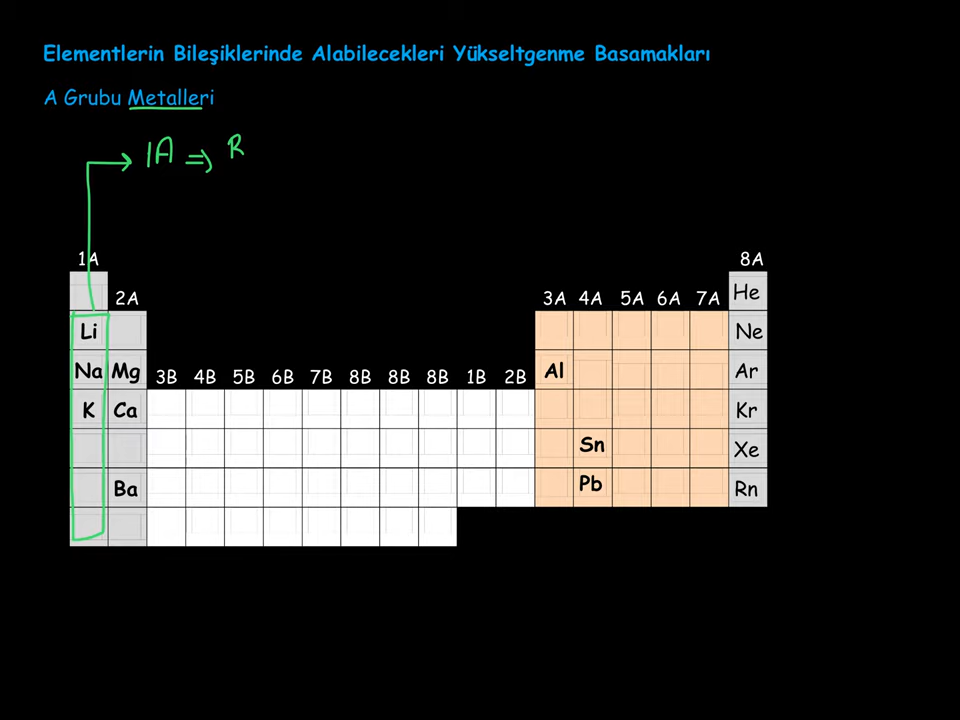 Elementlerin Bileşiklerinde Alabilecekleri Yükseltgenme Basamakları
A Grubu Metalleri
1A ⇒ R
1A 8A
2A 3A 4A 5A 6A 7A He
Li Ne
Na Mg 3B 4B 5B 6B 7B 8B 8B 8B 1B 2B Al Ar
K Ca Kr
Sn Xe
Ba Pb Rn